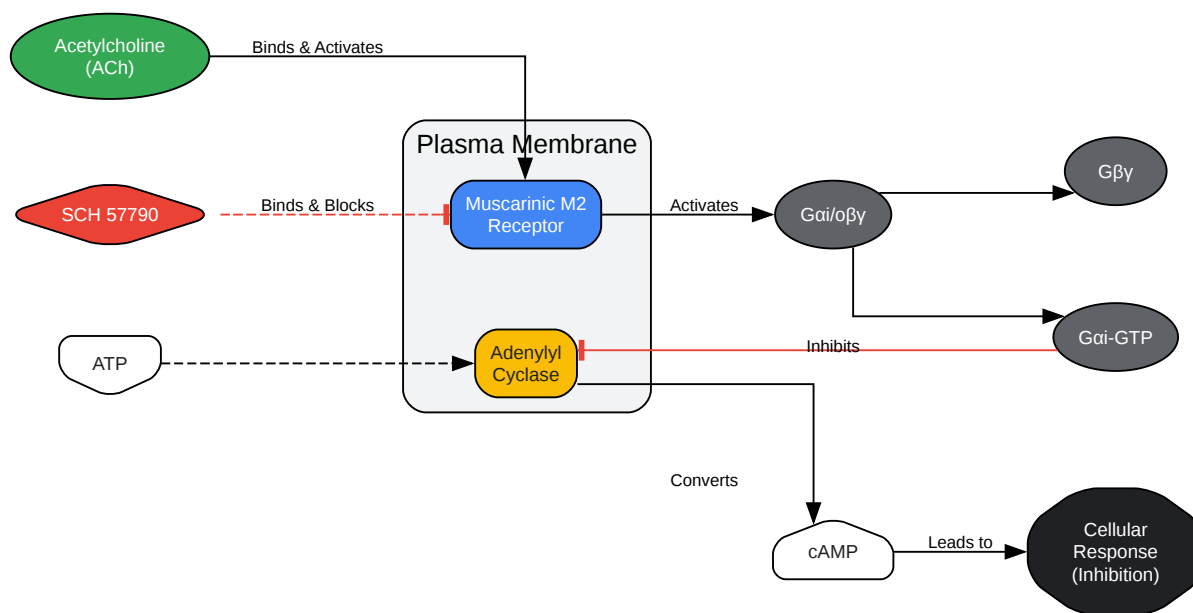 Acetylcholine
(ACh)
Binds & Activates
Plasma Membrane
SCH 57790
Binds & Blocks
Muscarinic M2
Receptor
Activates
Gαi/oβγ
Gβγ
ATP
Adenylyl
Cyclase
Inhibits
Gαi-GTP
Converts
cAMP
Leads to
Cellular
Response
(Inhibition)